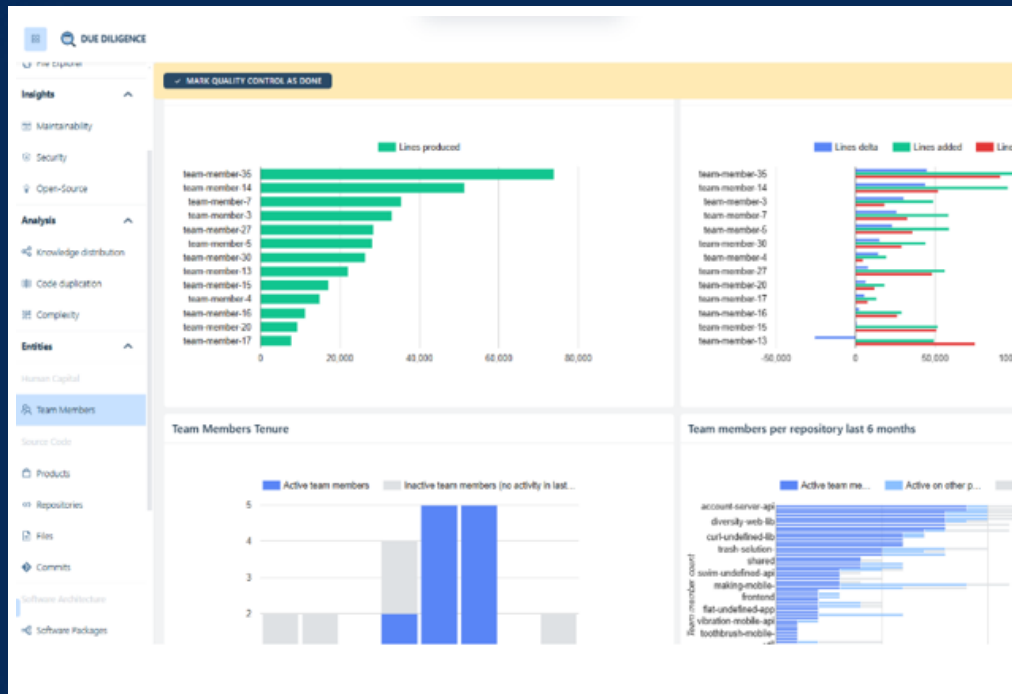 DUE DILIGENCE
File Explorer
Insights
Maintainability
Security
Open-Source
Analysis
Knowledge distribution
Code duplication
Complexity
Entities
Human Capital
Team Members
Source Code
Products
Repositories
Files
Commits
Software Architecture
Software Packages
MARK QUALITY CONTROL AS DONE
Lines produced
team-member-35
team-member-14
team-member-7
team-member-3
team-member-27
team-member-5
team-member-30
team-member-13
team-member-15
team-member-4
team-member-16
team-member-20
team-member-17
0 20,000 40,000 60,000 80,000
Lines delta Lines added Line
team-member-35
team-member-14
team-member-3
team-member-7
team-member-5
team-member-30
team-member-4
team-member-27
team-member-20
team-member-17
team-member-16
team-member-15
team-member-13
-50,000 0 50,000 100
Team Members Tenure
Active team members Inactive team members (no activity in last...
5
4
3
2
Team members per repository last 6 months
Active team me... Active on other p...
Team member count
account-server-api
diversity-web-lib
curl-undefined-lib
trash-solution-
shared
swim-undefined-api
making-mobile-
frontend
flat-undefined-app
vibration-mobile-api
toothbrush-mobile-